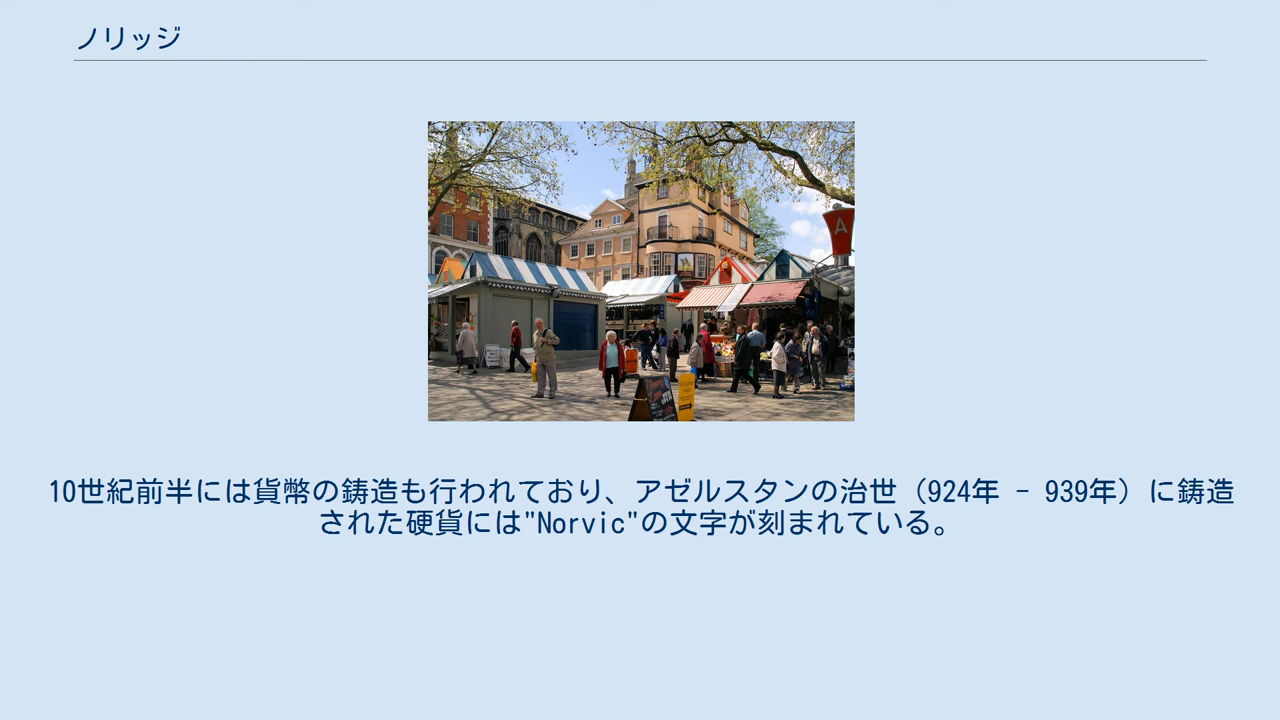 ノリッジ
A
10世紀前半には貨幣の鋳造も行われており、アゼルスタンの治世（924年 - 939年）に鋳造
された硬貨には"Norvic"の文字が刻まれている。